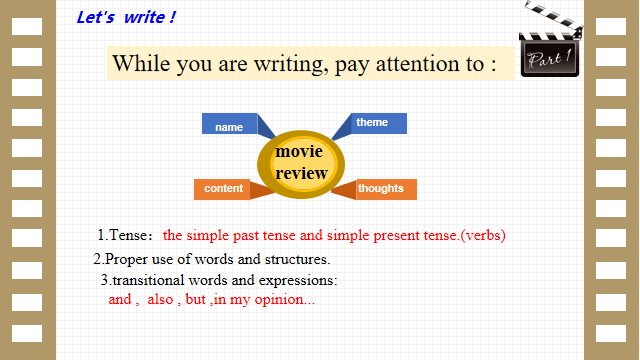 Let's write !
Part 1
While you are writing, pay attention to :
name
theme
movie
review
content
thoughts
1.Tense：the simple past tense and simple present tense.(verbs)
2.Proper use of words and structures.
3.transitional words and expressions:
and , also , but ,in my opinion...